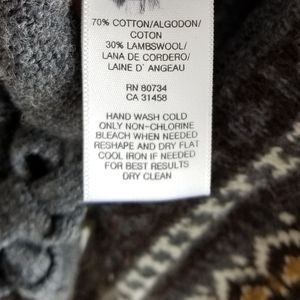 70% COTTON/ALGODON/
COTON
30% LAMBSWOOL/
LANA DE CORDERO/
LAINE D' ANGEAU
RN 80734
CA 31458
HAND WASH COLD
ONLY NON-CHLORINE
BLEACH WHEN NEEDED
RESHAPE AND DRY FLAT
COOL IRON IF NEEDED
FOR BEST RESULTS
DRY CLEAN